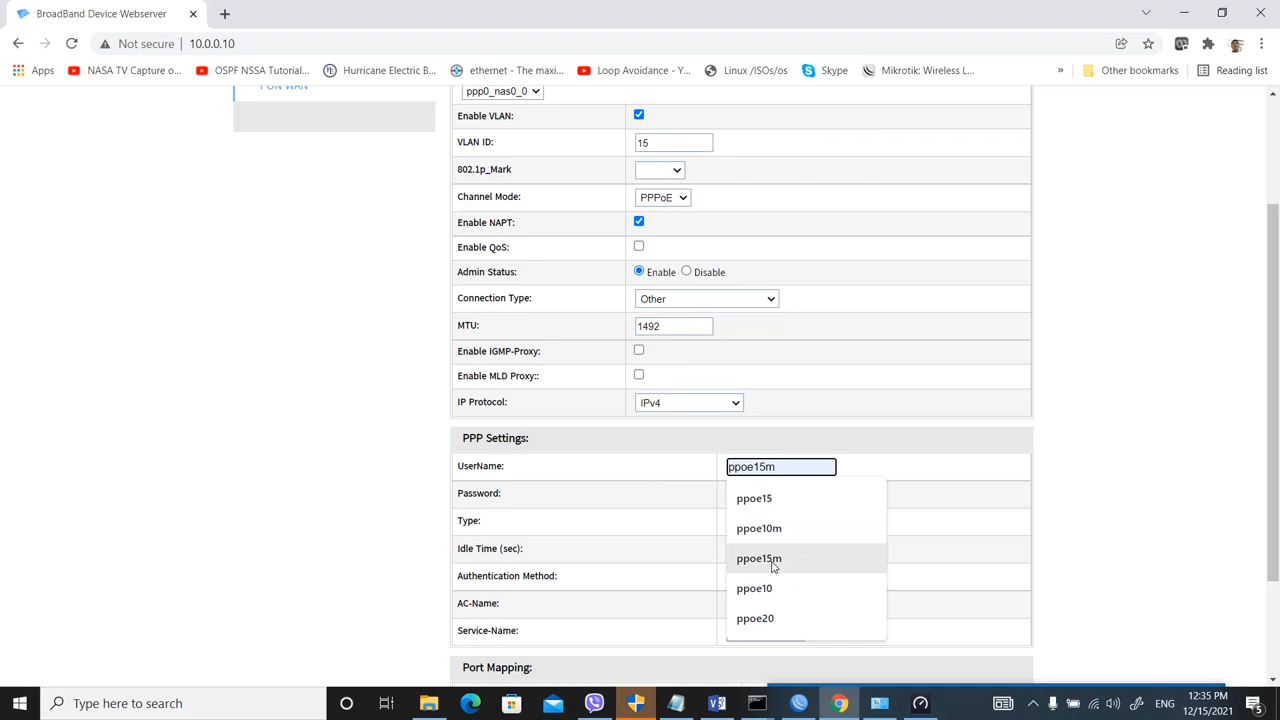 BroadBand Device Webserver
Not secure | 10.0.0.10
Apps
NASA TV Capture o...
OSPF NSSA Tutorial...
Hurricane Electric B...
ethernet - The maxi...
Loop Avoidance - Y...
Linux /ISOs/os
Skype
Mikrotik: Wireless L...
»
Other bookmarks
Reading list
PON WAN
ppp0_nas0_0
Enable VLAN:
VLAN ID: 15
802.1p_Mark
Channel Mode: PPPoE
Enable NAPT:
Enable QoS:
Admin Status: Enable Disable
Connection Type: Other
MTU: 1492
Enable IGMP-Proxy:
Enable MLD Proxy::
IP Protocol: IPv4
PPP Settings:
UserName: ppoe15m
Password:
Type:
Idle Time (sec):
Authentication Method:
AC-Name:
Service-Name:
ppoe15
ppoe10m
ppoe15m
ppoe10
ppoe20
Port Mapping:
Type here to search
ENG
12:35 PM
12/15/2021
5